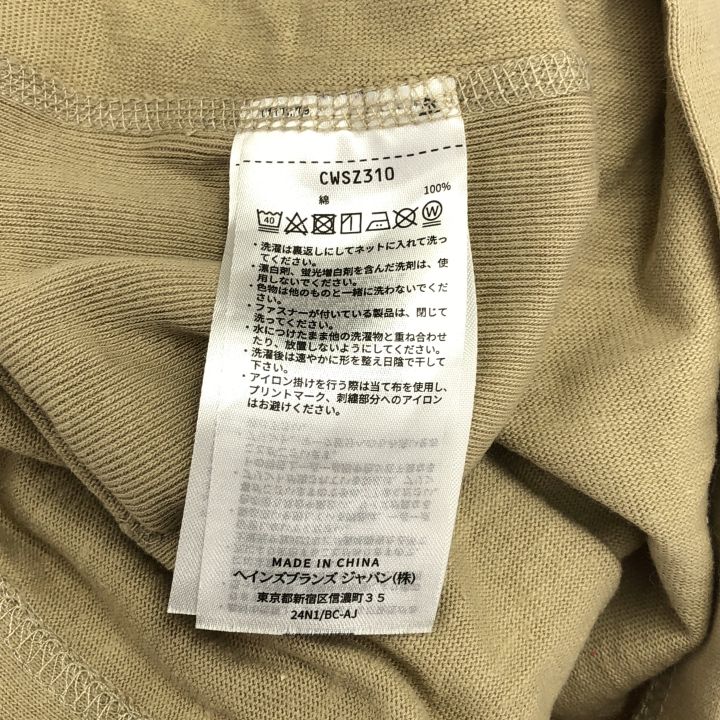 CWSZ310
綿 100%
40
W
・洗濯は裏返しにしてネットに入れて洗っ
てください。
・漂白剤、蛍光増白剤を含んだ洗剤は、使
用しないでください。
・色物は他のものと一緒に洗わないでくだ
さい。
・ファスナーが付いている製品は、閉じて
洗ってください。
・水につけたまま他の洗濯物と重ね合わせ
たり、放置しないようにしてください。
・洗濯後は速やかに形を整え日陰で干して
下さい。
・アイロン掛けを行う際は当て布を使用し、
プリントマーク、刺繍部分へのアイロン
はお避けください。
MADE IN CHINA
ヘインズブランズ ジャパン(株)
東京都新宿区信濃町35
24N1/BC-AJ